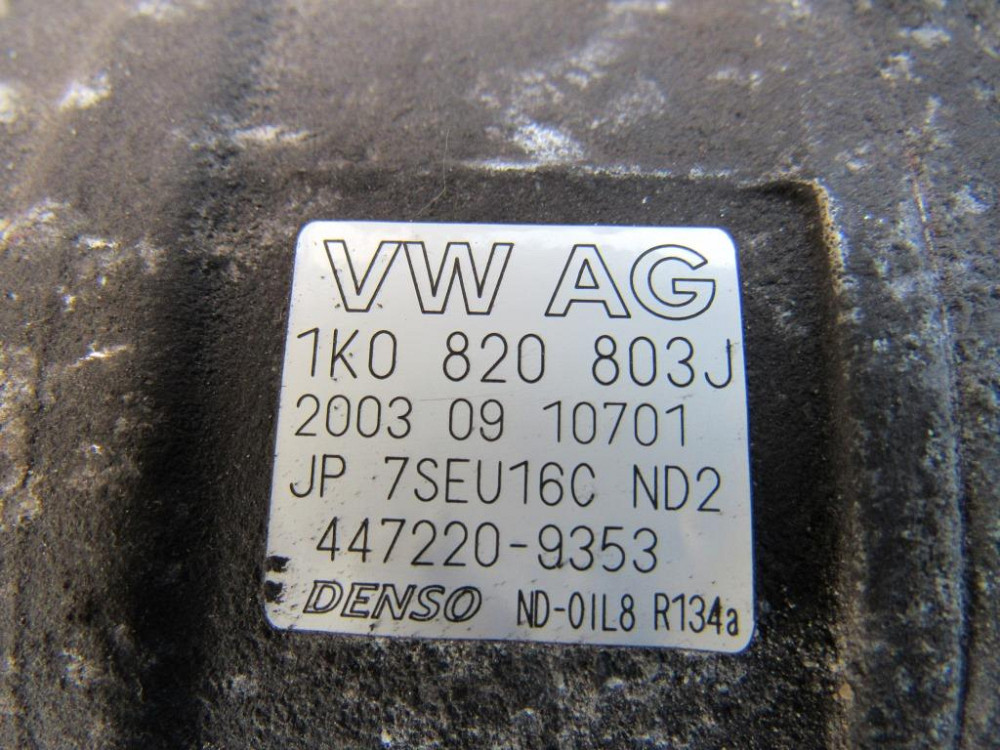 VW AG
1K0 820 803J
2003 09 10701
JP 7SEU16C ND2
447220-9353
DENSO ND-OIL8 R134a